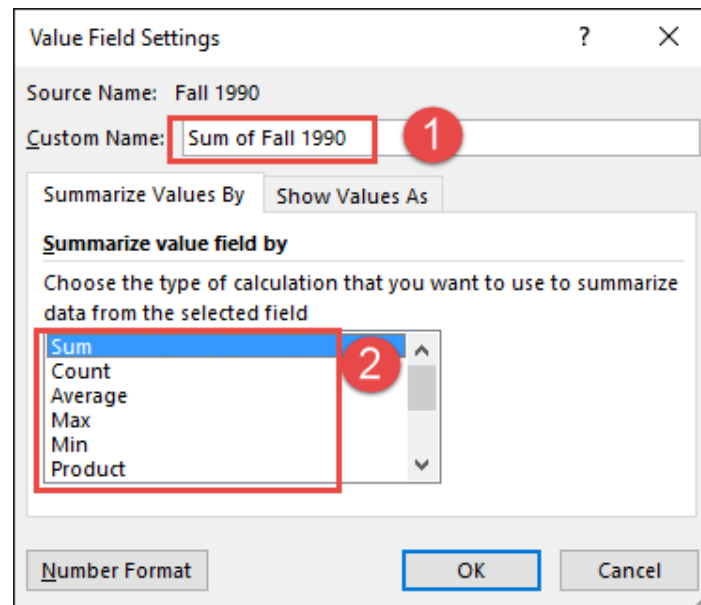 Value Field Settings ? ×
Source Name: Fall 1990
Custom Name: Sum of Fall 1990 1
Summarize Values By Show Values As
Summarize value field by
Choose the type of calculation that you want to use to summarize
data from the selected field
Sum
Count
2
Average
Max
Min
Product
Number Format OK Cancel